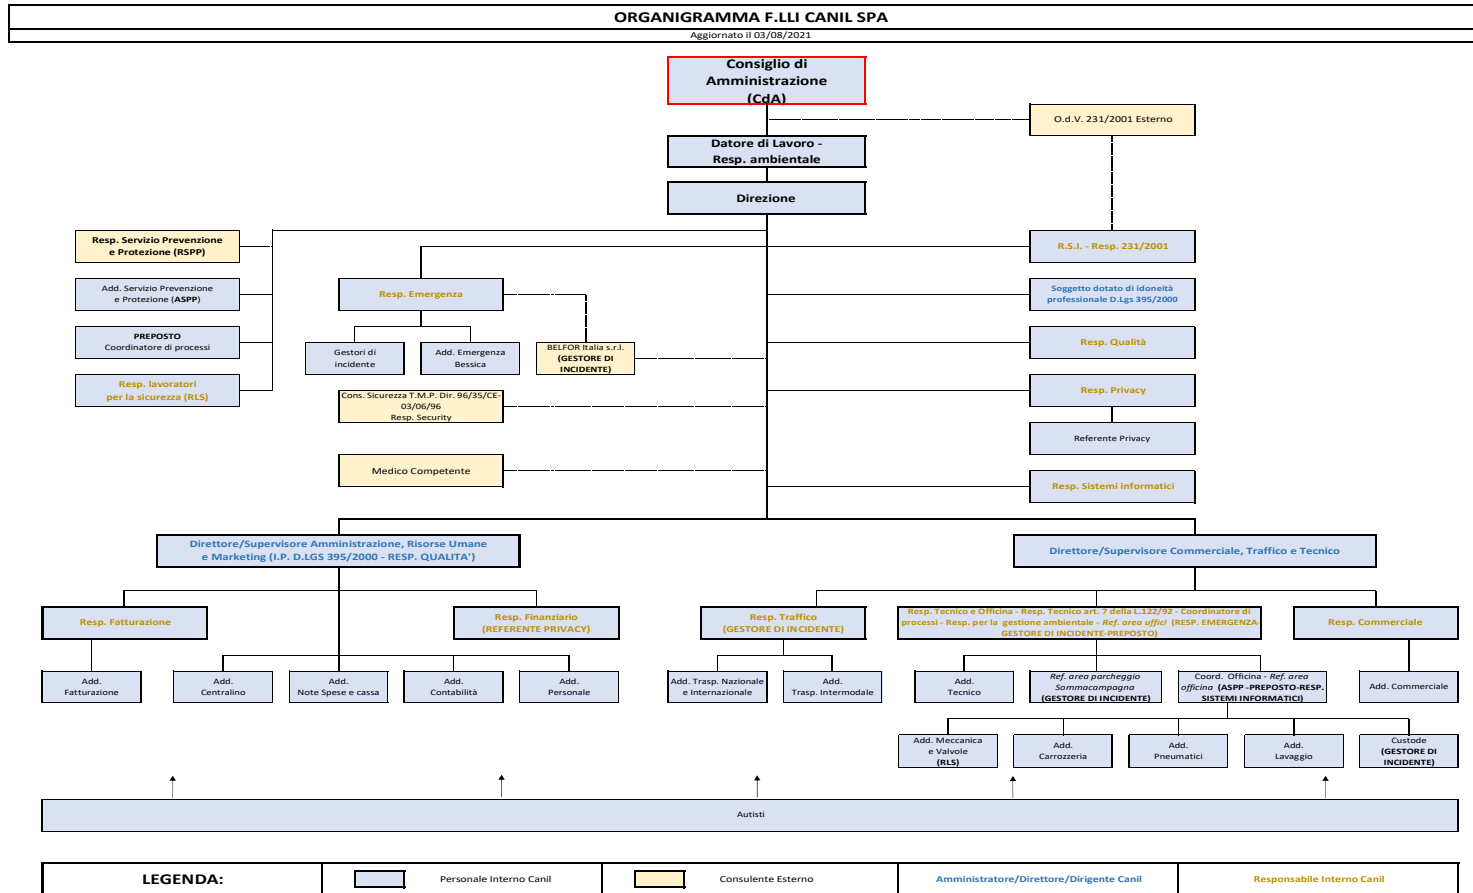 ORGANIGRAMMA F.LLI CANIL SPA
Aggiornato il 03/08/2021
Consiglio di
Amministrazione
(CdA)
O.d.V. 231/2001 Esterno
Datore di Lavoro -
Resp. ambientale
Direzione
Resp. Servizio Prevenzione
e Protezione (RSPP)
R.S.I. - Resp. 231/2001
Add. Servizio Prevenzione
e Protezione (ASPP)
Resp. Emergenza
Soggetto dotato di idoneità
professionale D.Lgs 395/2000
PREPOSTO
Coordinatore di processi
Gestori di
incidente
Add. Emergenza
Bessica
BELFOR Italia s.r.l.
(GESTORE DI
INCIDENTE)
Resp. Qualità
Resp. lavoratori
per la sicurezza (RLS)
Cons. Sicurezza T.M.P. Dir. 96/35/CE-
03/06/96
Resp. Security
Resp. Privacy
Referente Privacy
Medico Competente
Resp. Sistemi informatici
Direttore/Supervisore Amministrazione, Risorse Umane
e Marketing (I.P. D.LGS 395/2000 - RESP. QUALITA')
Direttore/Supervisore Commerciale, Traffico e Tecnico
Resp. Fatturazione
Resp. Finanziario
(REFERENTE PRIVACY)
Resp. Traffico
(GESTORE DI INCIDENTE)
Resp. Tecnico e Officina - Resp. Tecnico art. 7 della L.122/92 - Coordinatore di
processi - Resp. per la gestione ambientale - Ref. area uffici (RESP. EMERGENZA-
GESTORE DI INCIDENTE-PREPOSTO)
Resp. Commerciale
Add.
Fatturazione
Add.
Centralino
Add.
Note Spese e cassa
Add.
Contabilità
Add.
Personale
Add. Trasp. Nazionale
e Internazionale
Add.
Trasp. Intermodale
Add.
Tecnico
Ref. area parcheggio
Sommacampagna
(GESTORE DI INCIDENTE)
Coord. Officina - Ref. area
officina (ASPP -PREPOSTO-RESP.
SISTEMI INFORMATICI)
Add. Commerciale
Add. Meccanica
e Valvole
(RLS)
Add.
Carrozzeria
Add.
Pneumatici
Add.
Lavaggio
Custode
(GESTORE DI
INCIDENTE)
Autisti
LEGENDA:
Personale Interno Canil
Consulente Esterno
Amministratore/Direttore/Dirigente Canil
Responsabile Interno Canil